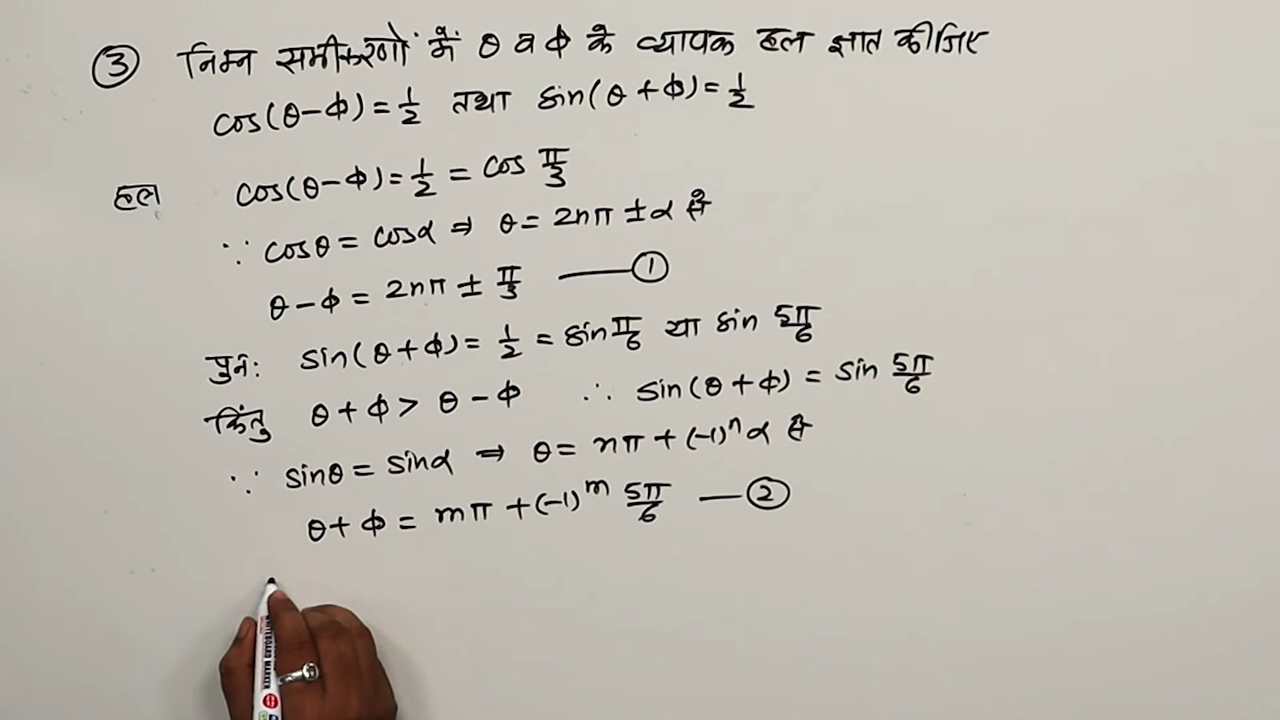 ③ निम्न समीकरणों में θ व ϕ के व्यापक हल ज्ञात कीजिए
cos(θ-ϕ)=1/2 तथा sin(θ+ϕ)=1/2
हल cos(θ-ϕ)=1/2 = cos π/3
∵ cosθ = cosα ⇒ θ= 2nπ ±α से
θ-ϕ = 2nπ ± π/3 —— ①
पुनः sin(θ+ϕ)= 1/2 = sin π/6 या sin 5π/6
किंतु θ+ϕ > θ-ϕ ∴ sin(θ+ϕ) = sin 5π/6
∵ sinθ = sinα ⇒ θ= nπ + (-1)ⁿ α से
θ+ϕ = mπ +(-1)ᵐ 5π/6 — ②